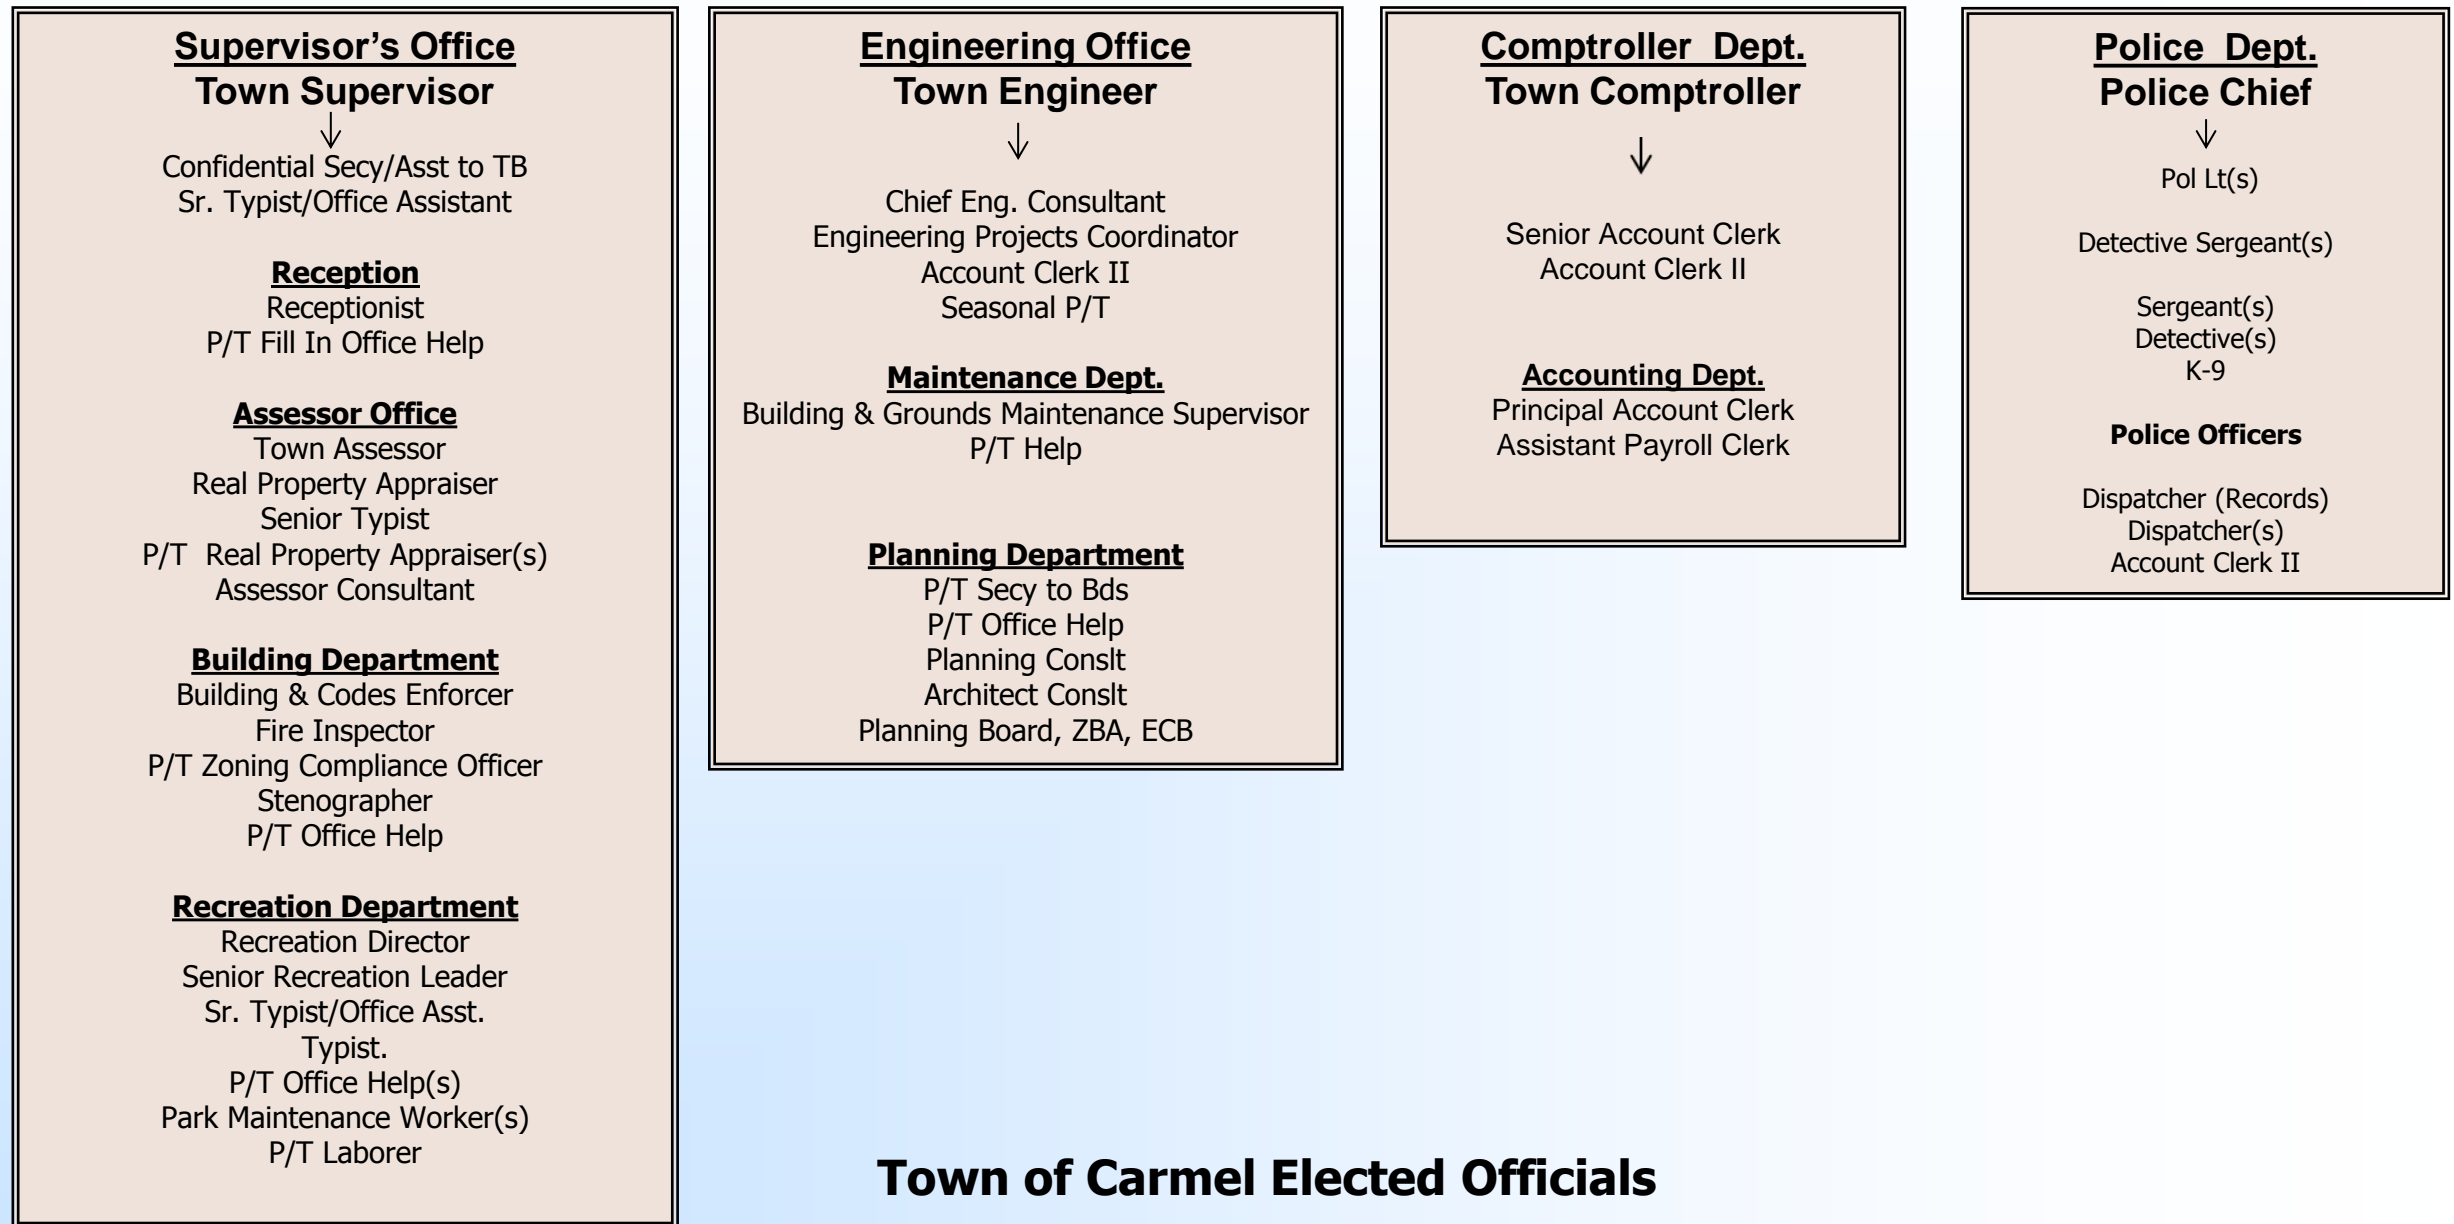 Supervisor’s Office
Town Supervisor
Confidential Secy/Asst to TB
Sr. Typist/Office Assistant
Reception
Receptionist
P/T Fill In Office Help
Assessor Office
Town Assessor
Real Property Appraiser
Senior Typist
P/T Real Property Appraiser(s)
Assessor Consultant
Building Department
Building & Codes Enforcer
Fire Inspector
P/T Zoning Compliance Officer
Stenographer
P/T Office Help
Recreation Department
Recreation Director
Senior Recreation Leader
Sr. Typist/Office Asst.
Typist.
P/T Office Help(s)
Park Maintenance Worker(s)
P/T Laborer
Engineering Office
Town Engineer
Chief Eng. Consultant
Engineering Projects Coordinator
Account Clerk II
Seasonal P/T
Maintenance Dept.
Building & Grounds Maintenance Supervisor
P/T Help
Planning Department
P/T Secy to Bds
P/T Office Help
Planning Conslt
Architect Conslt
Planning Board, ZBA, ECB
Comptroller Dept.
Town Comptroller
Senior Account Clerk
Account Clerk II
Accounting Dept.
Principal Account Clerk
Assistant Payroll Clerk
Police Dept.
Police Chief
Pol Lt(s)
Detective Sergeant(s)
Sergeant(s)
Detective(s)
K-9
Police Officers
Dispatcher (Records)
Dispatcher(s)
Account Clerk II
Town of Carmel Elected Officials